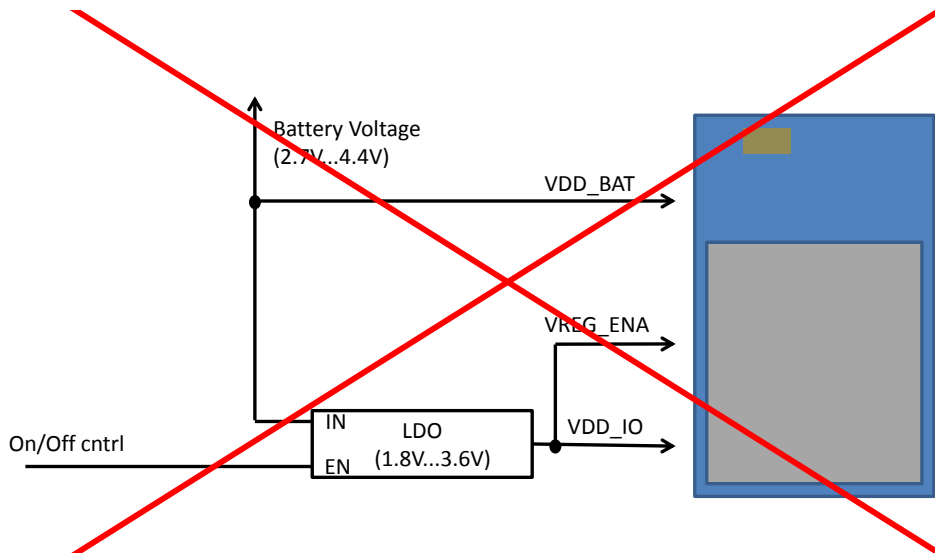 Battery Voltage
(2.7V...4.4V)
VDD_BAT
VREG_ENA
IN
LDO
VDD_IO
On/Off cntrl
EN
(1.8V...3.6V)